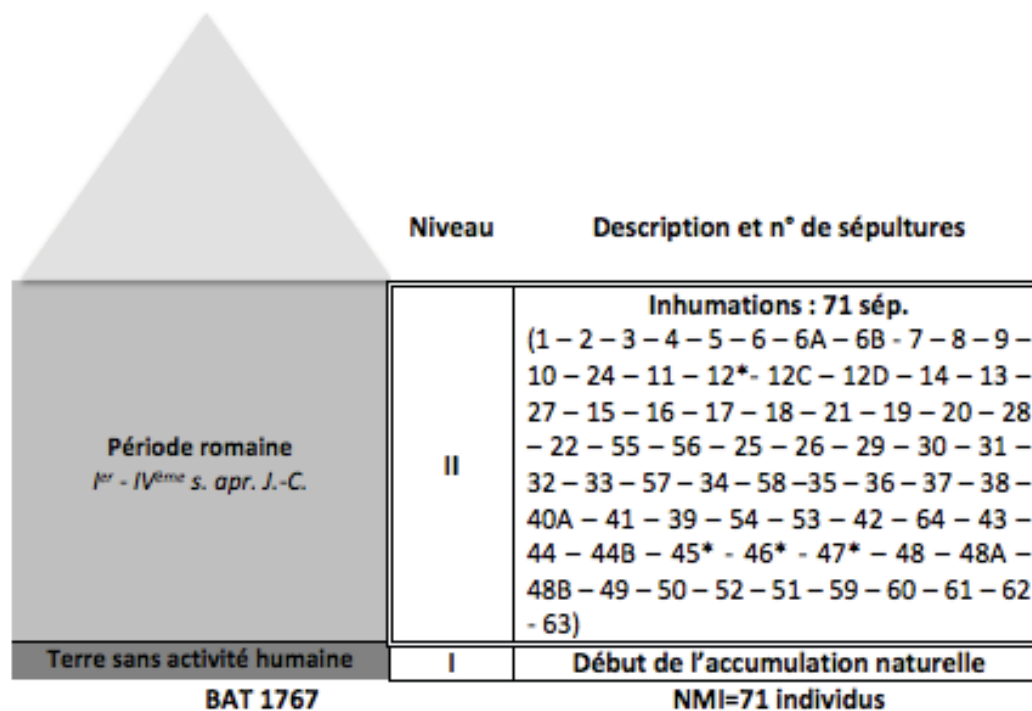 Niveau Description et n° de sépultures
Inhumations : 71 sép.
(1 – 2 – 3 – 4 – 5 – 6 – 6A – 6B - 7 – 8 – 9 –
10 – 24 – 11 – 12*- 12C – 12D – 14 – 13 –
27 – 15 – 16 – 17 – 18 – 21 – 19 – 20 – 28
– 22 – 55 – 56 – 25 – 26 – 29 – 30 – 31 –
32 – 33 – 57 – 34 – 58 –35 – 36 – 37 – 38 –
40A – 41 – 39 – 54 – 53 – 42 – 64 – 43 –
44 – 44B – 45* - 46* - 47* – 48 – 48A –
48B – 49 – 50 – 52 – 51 – 59 – 60 – 61 – 62
- 63)
Période romaine
Iᵉʳ - IVᵉᵐᵉ s. apr. J.-C.
II
Terre sans activité humaine I Début de l’accumulation naturelle
BAT 1767 NMI=71 individus